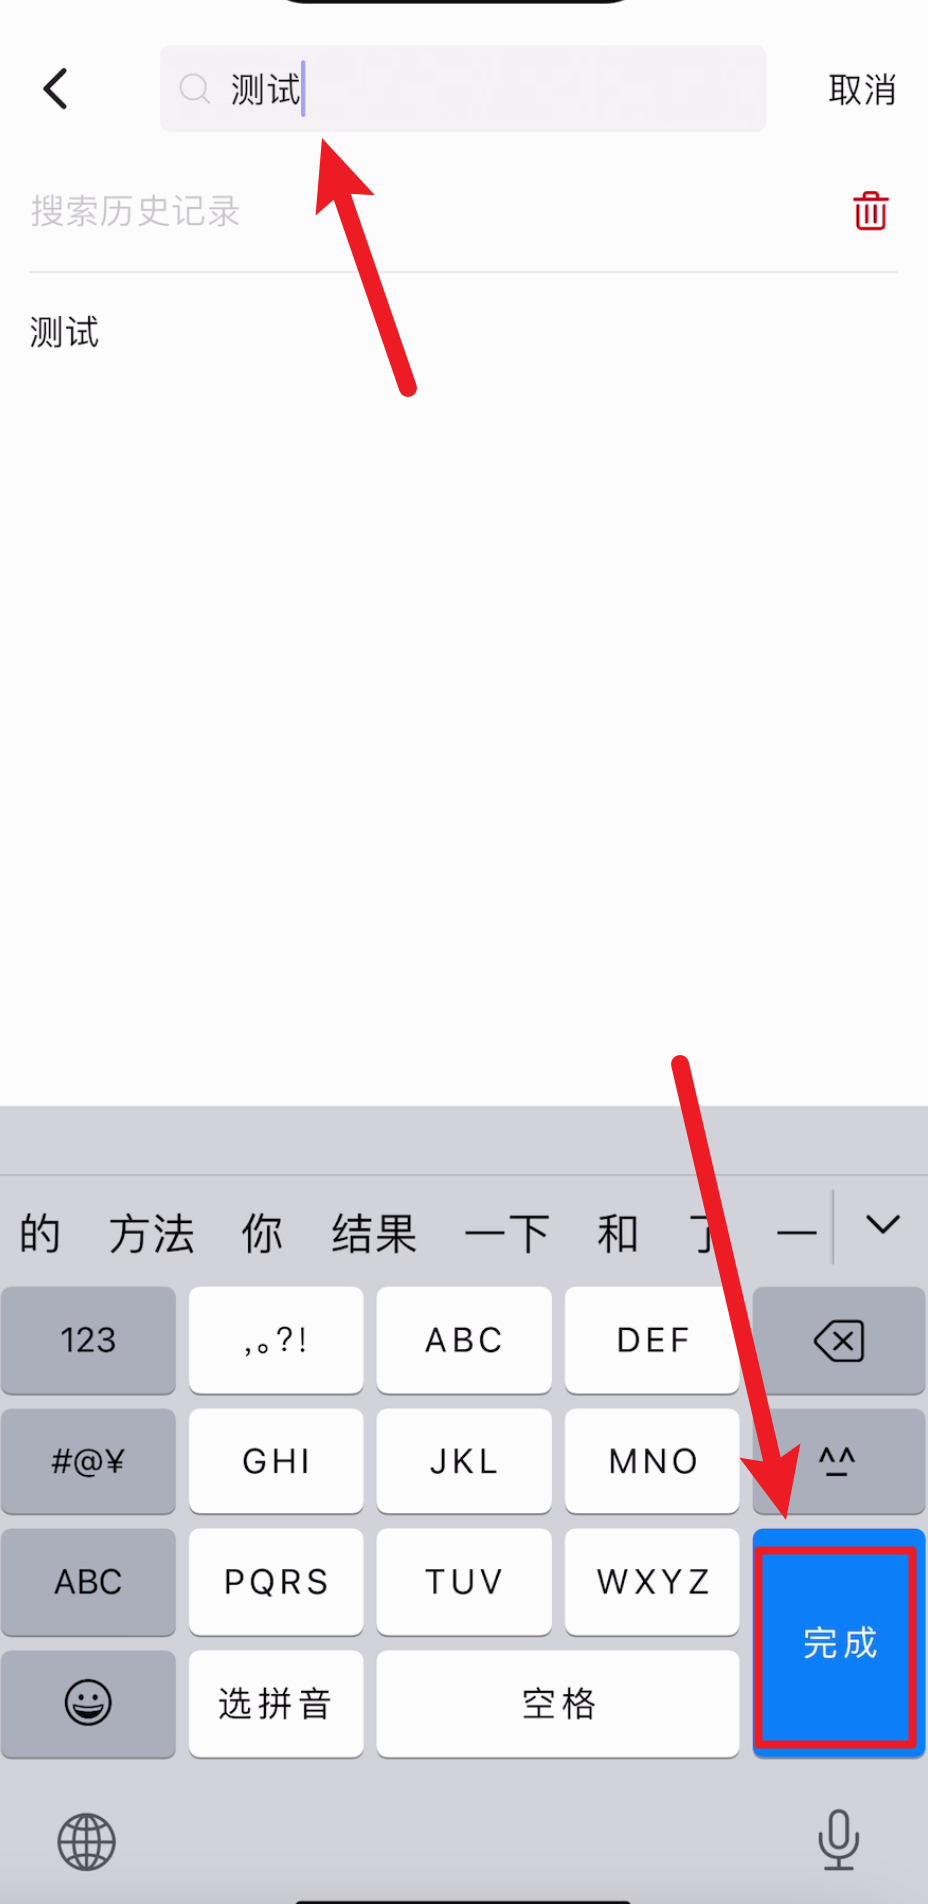 测试 取消
搜索历史记录
测试
的 方法 你 结果 一下 和 了 一
123 ,。?! ABC DEF
#@¥ GHI JKL MNO ^^
ABC PQRS TUV WXYZ
完成
选拼音 空格